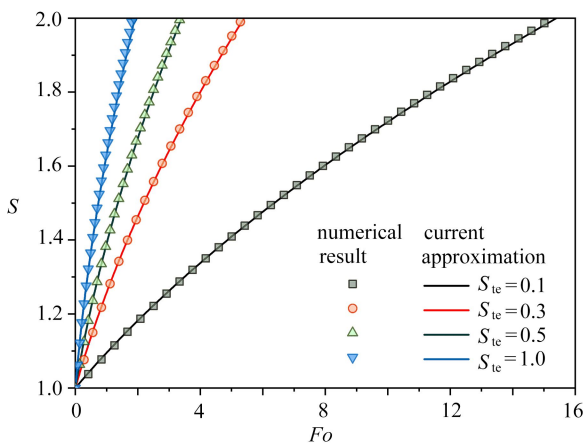 2.0
1.8
1.6
1.4
1.2
1.0
S
0 4 8 12 16
Fo
numerical result
current approximation
S_te = 0.1
S_te = 0.3
S_te = 0.5
S_te = 1.0